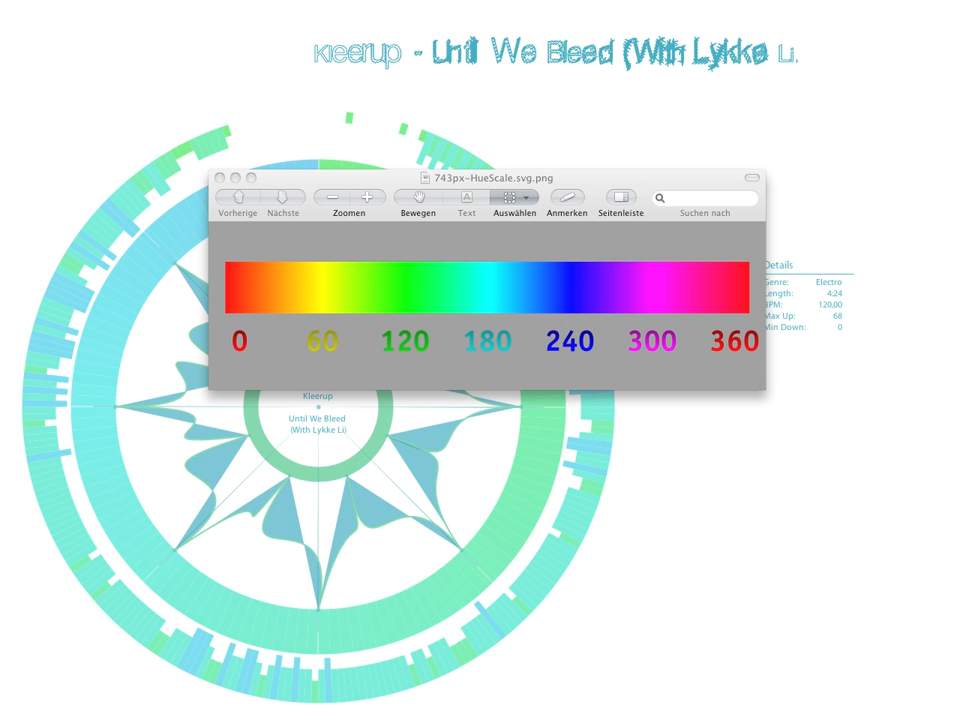 Kleerup - Until We Bleed (With Lykke Li.
743px-HueScale.svg.png
Vorherige Nächste Zoomen Bewegen Text Auswählen Anmerken Seitenleiste Suchen nach
0 60 120 180 240 300 360
Details
Genre: Electro
Length: 4:24
BPM: 120,00
Max Up: 68
Min Down: 0
Kleerup
Until We Bleed
(With Lykke Li)